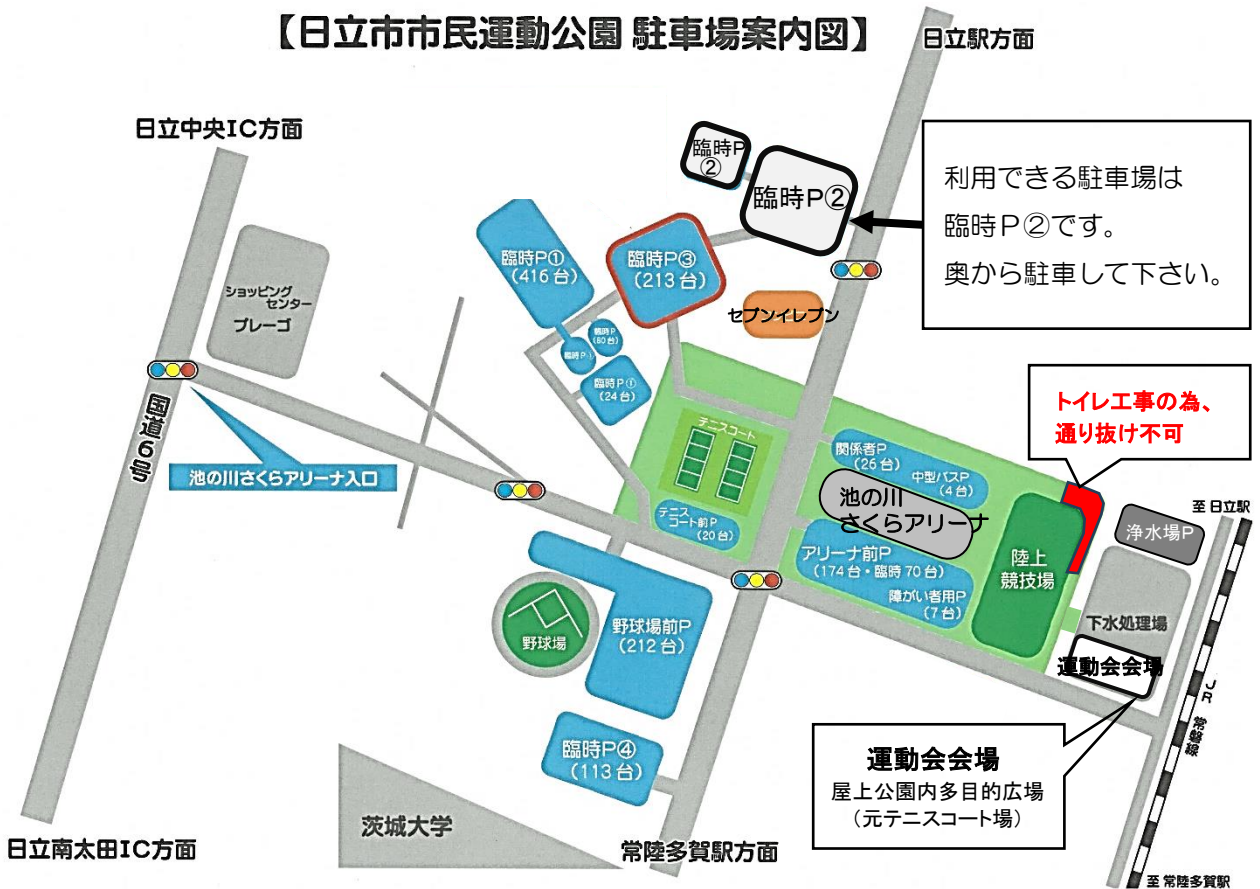 【日立市市民運動公園 駐車場案内図】
日立駅方面
日立中央IC方面
臨時P
②
臨時P②
利用できる駐車場は
臨時P②です。
奥から駐車して下さい。
臨時P①
(416台)
臨時P③
(213台)
ショッピング
センター
プレーゴ
セブンイレブン
臨時P
(60台)
臨時P①
(24台)
国道6号
池の川さくらアリーナ入口
トイレ工事の為、
通り抜け不可
テニスコート
関係者P
(26台)
中型バスP
(4台)
池の川
さくらアリーナ
至 日立駅
浄水場P
テニス
コート前P
(20台)
アリーナ前P
(174台・臨時70台)
障がい者用P
(7台)
陸上
競技場
野球場
野球場前P
(212台)
下水処理場
運動会会場
JR 常磐線
臨時P④
(113台)
運動会会場
屋上公園内多目的広場
(元テニスコート場)
茨城大学
日立南太田IC方面
常陸多賀駅方面
至 常陸多賀駅